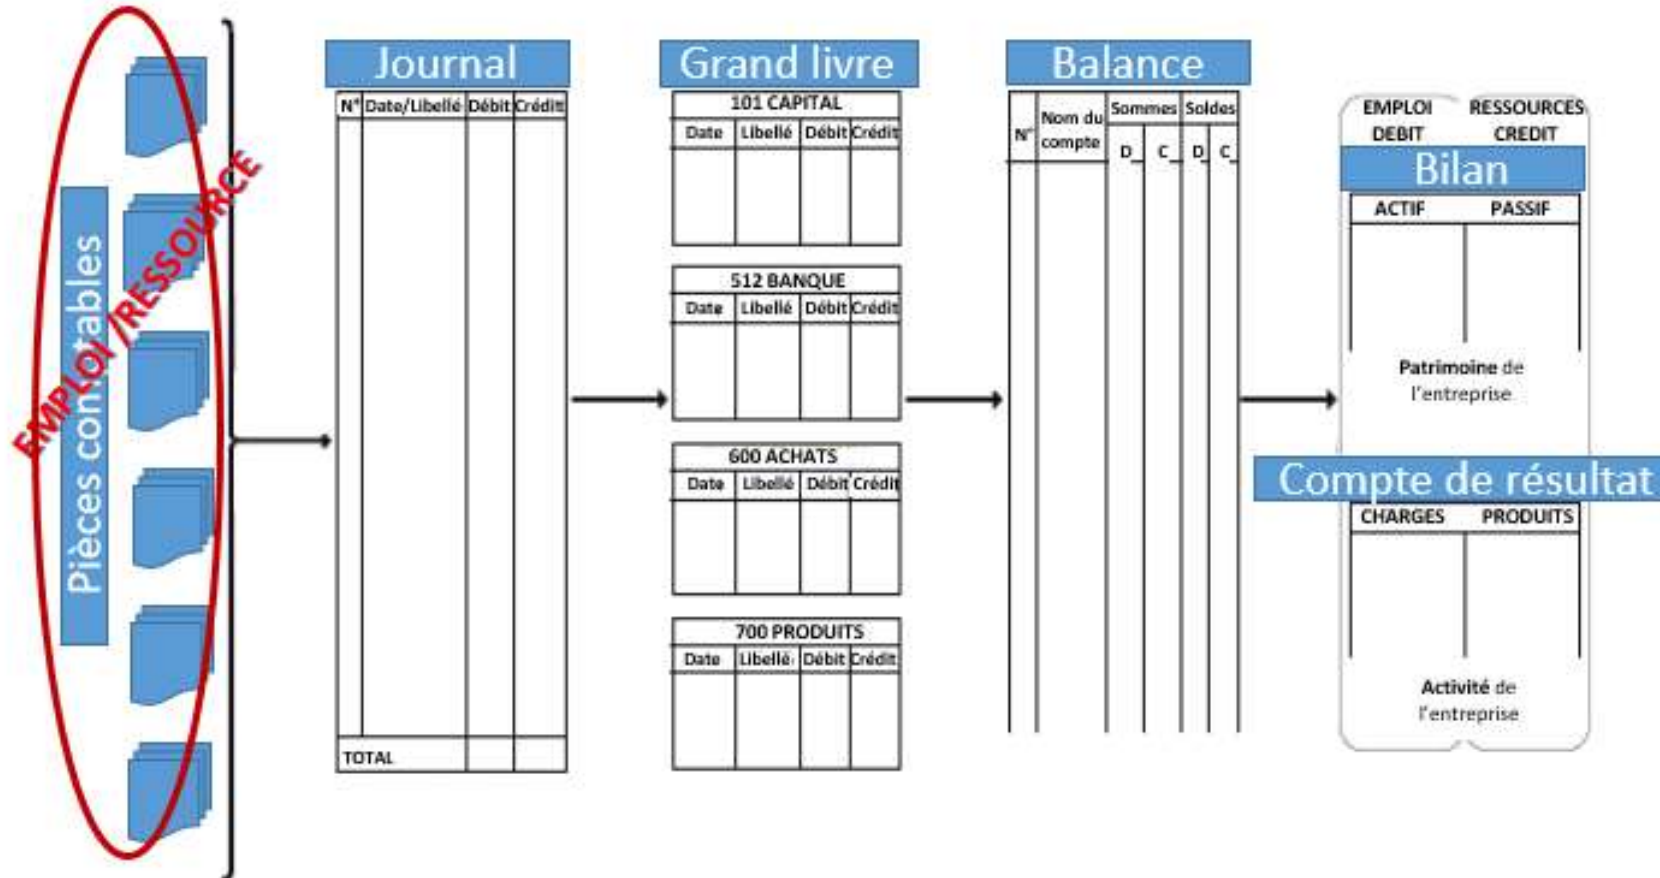 Pièces comptables
EMPLOI /RESSOURCE
Journal
N° Date/Libellé Débit Crédit
TOTAL
Grand livre
101 CAPITAL
Date Libellé Débit Crédit
512 BANQUE
Date Libellé Débit Crédit
600 ACHATS
Date Libellé Débit Crédit
700 PRODUITS
Date Libellé Débit Crédit
Balance
N° Nom du compte Sommes Soldes
D C D C
EMPLOI RESSOURCES
DEBIT CREDIT
Bilan
ACTIF PASSIF
Patrimoine de
l'entreprise
Compte de résultat
CHARGES PRODUITS
Activité de
l'entreprise